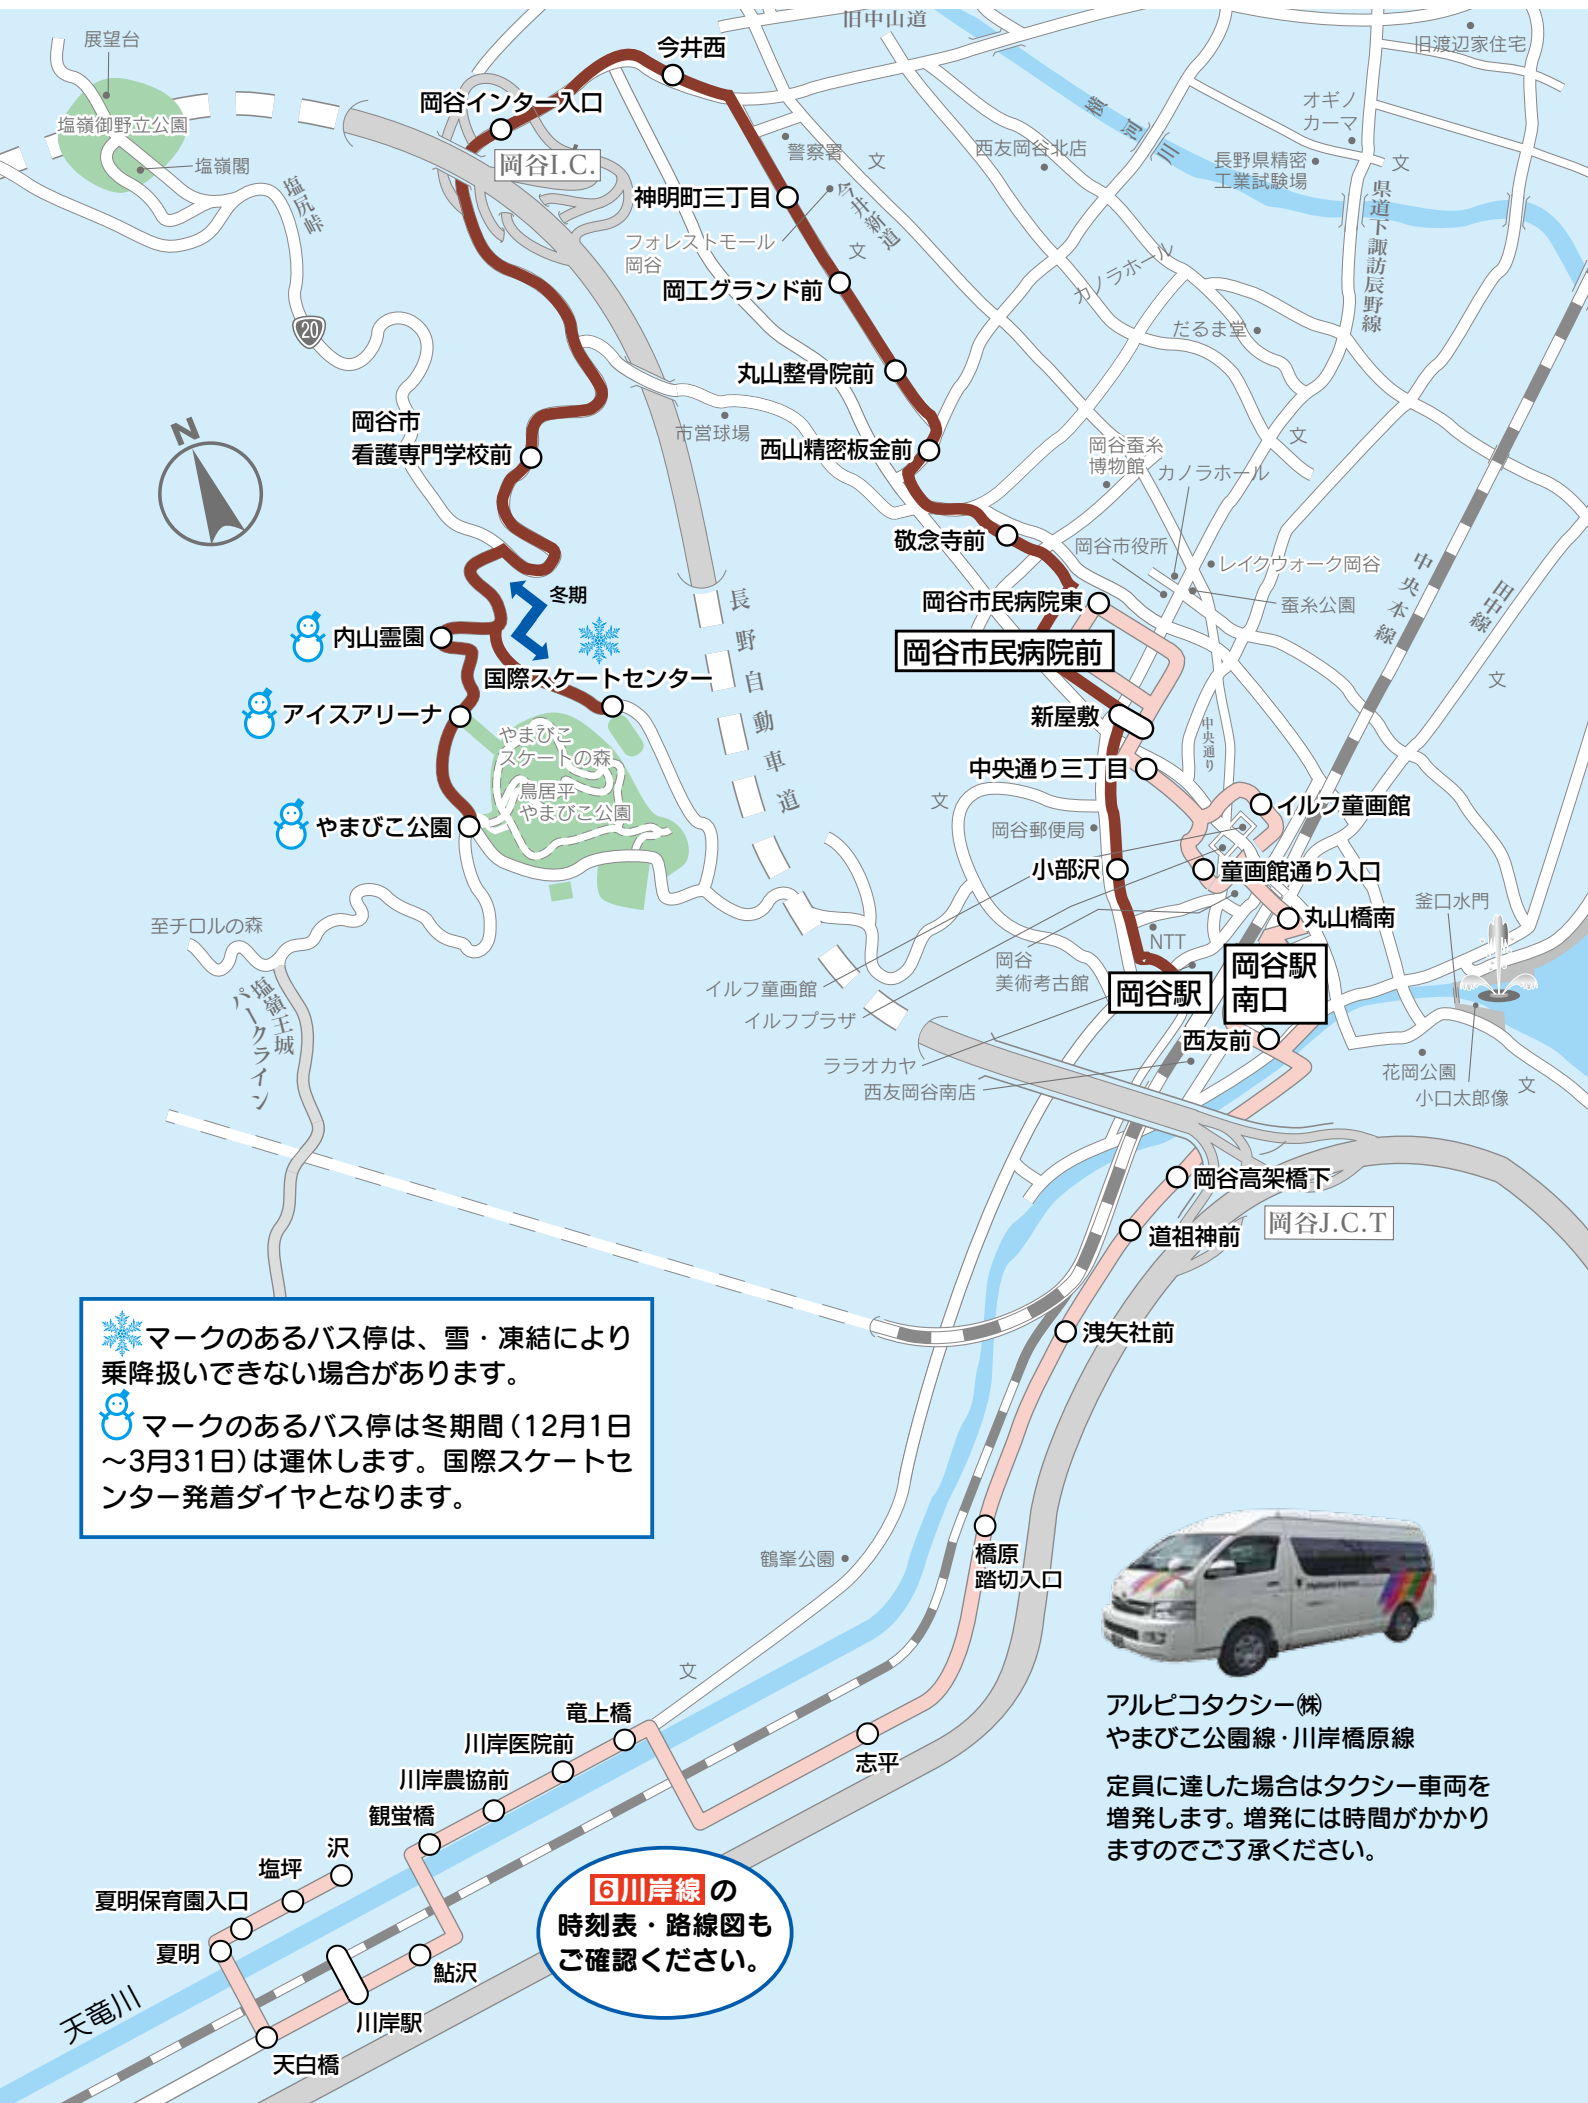 旧中山道
展望台
今井西
旧渡辺家住宅
岡谷インター入口
オギノ
カーマ
横河川
塩嶺御野立公園
警察署
文
西友岡谷北店
長野県精密
工業試験場
文
塩嶺閣
岡谷I.C.
神明町三丁目
今井新道
県道下諏訪辰野線
塩尻峠
フォレストモール
岡谷
文
カノラホール
岡工グランド前
20
だるま堂
丸山整骨院前
岡谷市
看護専門学校前
市営球場
西山精密板金前
文
岡谷蚕糸
博物館
カノラホール
N
敬念寺前
岡谷市役所
レイクウォーク岡谷
中央本線
田中線
冬期
長野自動車道
岡谷市民病院東
蚕糸公園
内山霊園
岡谷市民病院前
国際スケートセンター
文
アイスアリーナ
新屋敷
中央通り
やまびこ
スケートの森
中央通り三丁目
鳥居平
やまびこ公園
文
イルフ童画館
やまびこ公園
岡谷郵便局
小部沢
童画館通り入口
釜口水門
至チロルの森
丸山橋南
NTT
岡谷
美術考古館
岡谷駅
岡谷駅
南口
イルフ童画館
塩嶺王城
パークライン
イルフプラザ
西友前
ララオカヤ
花岡公園
西友岡谷南店
小口太郎像
文
岡谷高架橋下
岡谷J.C.T
道祖神前
洩矢社前
マークのあるバス停は、雪・凍結により
乗降扱いできない場合があります。
マークのあるバス停は冬期間(12月1日
～3月31日)は運休します。国際スケートセ
ンター発着ダイヤとなります。
橋原
踏切入口
鶴峯公園
文
アルピコタクシー㈱
やまびこ公園線・川岸橋原線
定員に達した場合はタクシー車両を
増発します。増発には時間がかかり
ますのでご了承ください。
竜上橋
川岸医院前
志平
川岸農協前
観蛍橋
沢
塩坪
夏明保育園入口
夏明
鮎沢
6川岸線 の
時刻表・路線図も
ご確認ください。
天竜川
川岸駅
天白橋